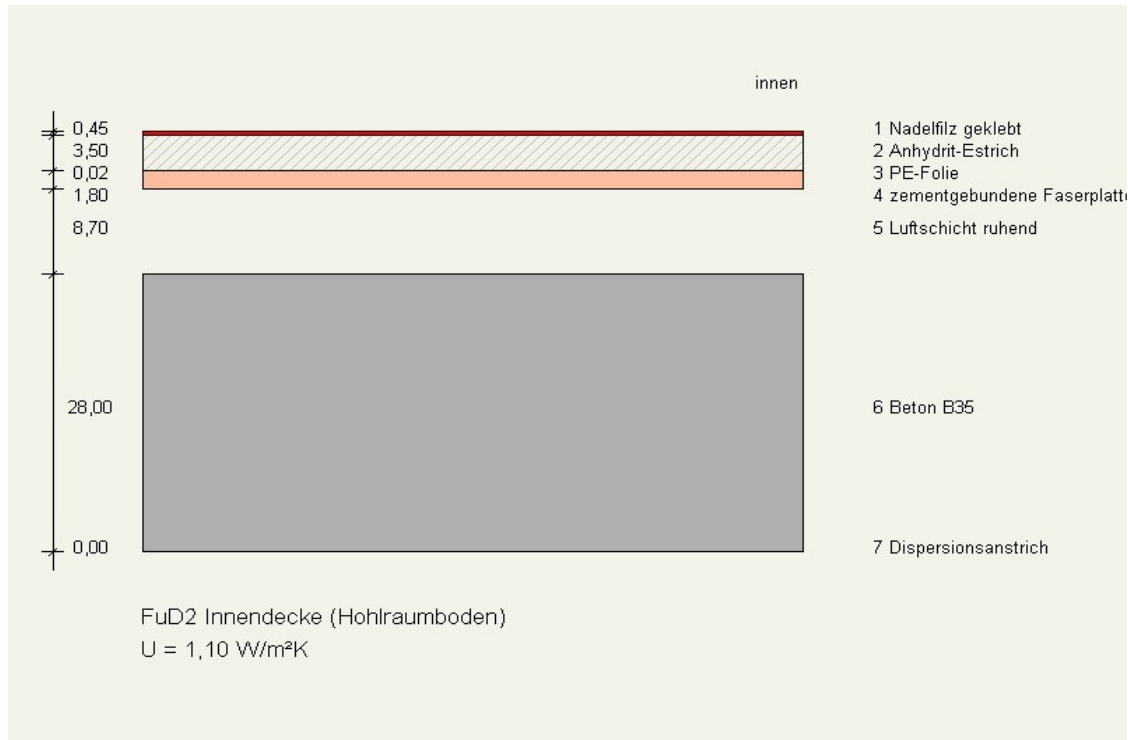 innen
0,45
1 Nadelfilz geklebt
3,50
2 Anhydrit-Estrich
0,02
3 PE-Folie
1,80
4 zementgebundene Faserplatte
8,70
5 Luftschicht ruhend
28,00
6 Beton B35
0,00
7 Dispersionsanstrich
FuD2 Innendecke (Hohlraumboden)
U = 1,10 W/m²K